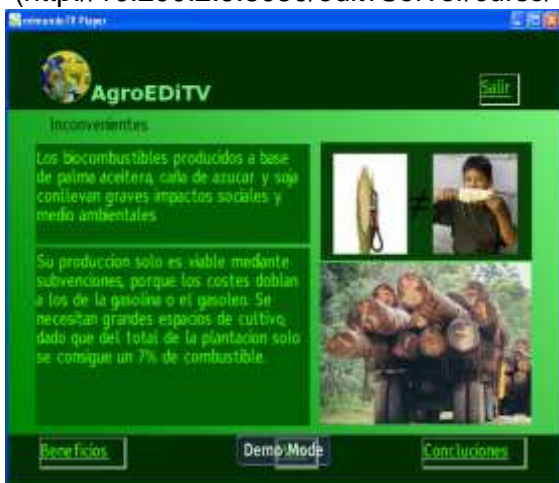 AgroEDiTV
Salir
Inconvenientes
Los biocombustibles producidos a base
de palma aceitera, caña de azucar y soja
conllevan graves impactos sociales y
medio ambientales
Su produccion solo es viable mediante
subvenciones, porque los costes doblan
a los de la gasolina o el gasoleo. Se
necesitan grandes espacios de cultivo,
dado que del total de la plantacion solo
se consigue un 7% de combustible.
≠
Beneficios
Demo Mode
Concluciones